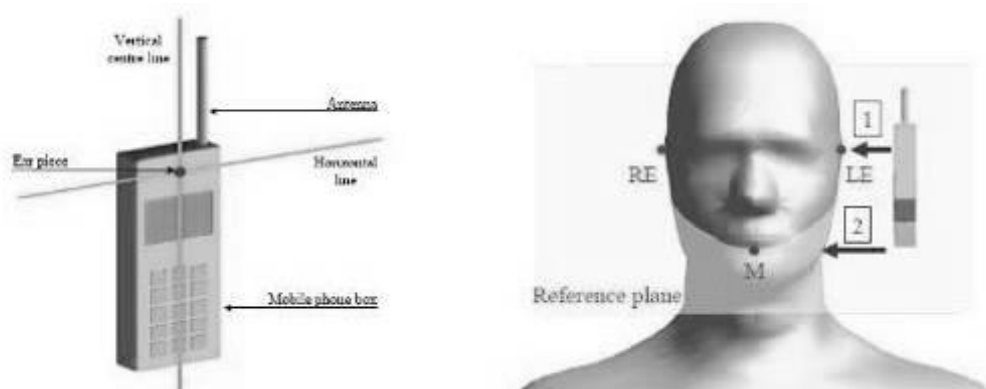 Vertical
centre line
Antenna
Ear piece
Horizontal
line
Mobile phone box
1
RE
LE
2
M
Reference plane